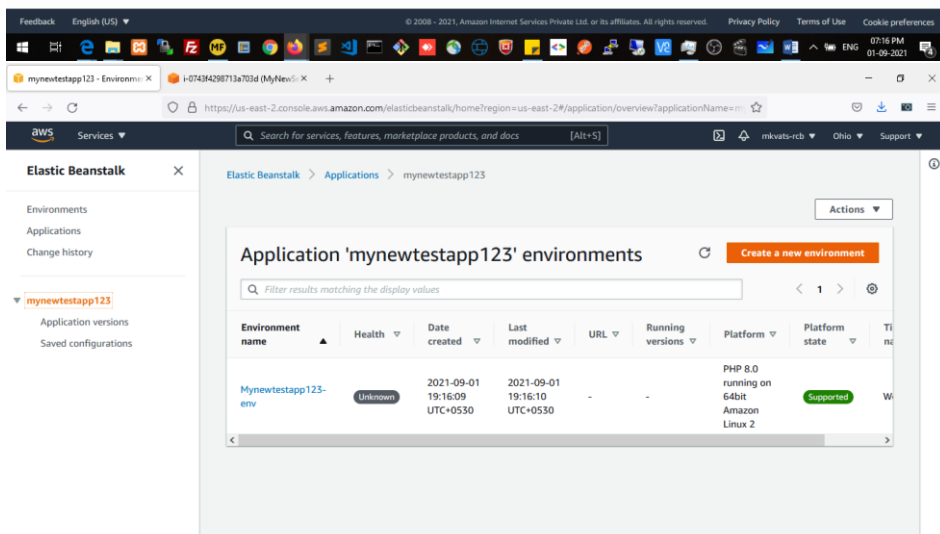 Feedback English (US) ▼ © 2008 - 2021, Amazon Internet Services Private Ltd. or its affiliates. All rights reserved. Privacy Policy Terms of Use Cookie preferences
ENG 07:16 PM
01-09-2021
mynewtestapp123 - Environme × i-0743f4298713a703d (MyNewSe × +
https://us-east-2.console.aws.amazon.com/elasticbeanstalk/home?region=us-east-2#/application/overview?applicationName=m
aws Services ▼ Search for services, features, marketplace products, and docs [Alt+S] mkvats-rcb ▼ Ohio ▼ Support ▼
Elastic Beanstalk ×
Elastic Beanstalk > Applications > mynewtestapp123
Environments
Applications
Change history
mynewtestapp123
Application versions
Saved configurations
Actions ▼
Application 'mynewtestapp123' environments
Create a new environment
Filter results matching the display values
< 1 >
Environment name
Health
Date created
Last modified
URL
Running versions
Platform
Platform state
Ti
na
Mynewtestapp123-
env
Unknown
2021-09-01
19:16:09
UTC+0530
2021-09-01
19:16:10
UTC+0530
-
-
PHP 8.0
running on
64bit
Amazon
Linux 2
Supported
W